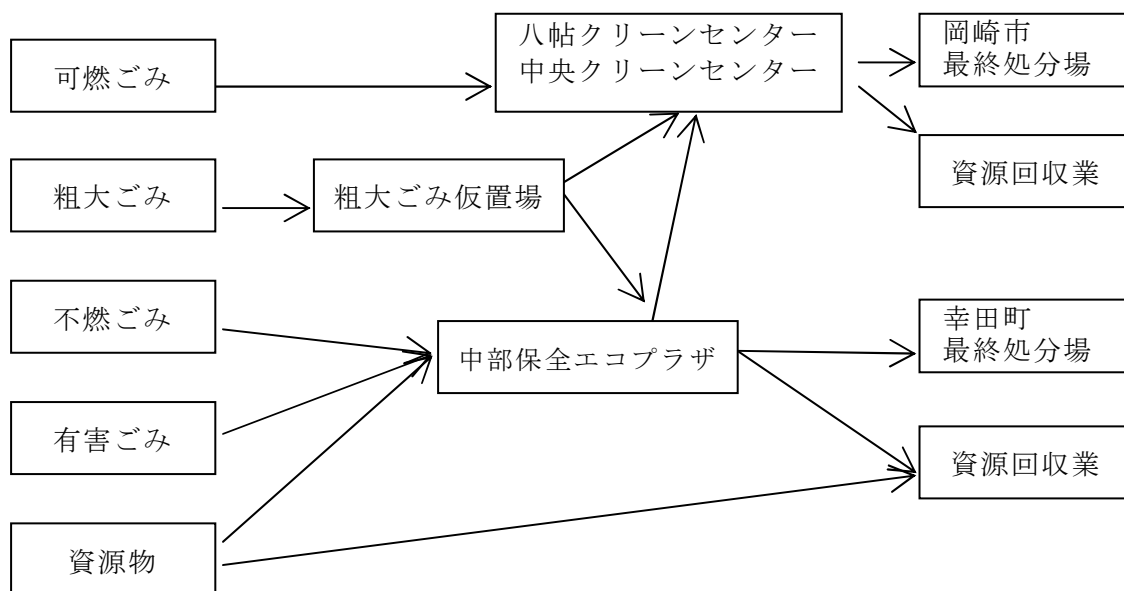 可燃ごみ
八帖クリーンセンター
中央クリーンセンター
岡崎市
最終処分場
資源回収業
粗大ごみ
粗大ごみ仮置場
不燃ごみ
中部保全エコプラザ
幸田町
最終処分場
有害ごみ
資源回収業
資源物